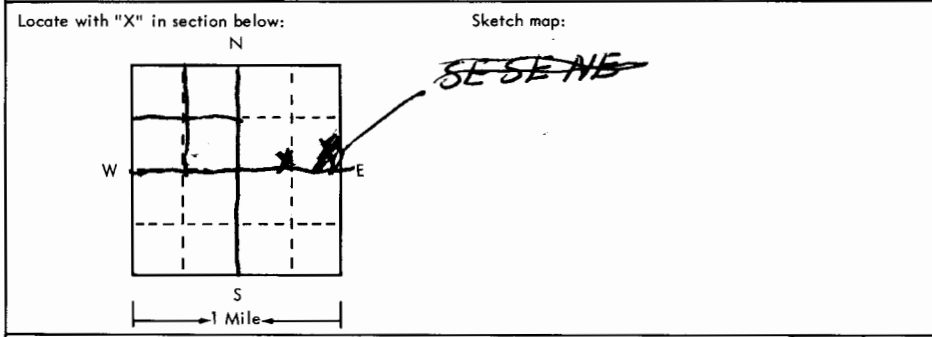 Locate with "X" in section below:
Sketch map:
N
SE SE NE
X
W
E
S
1 Mile